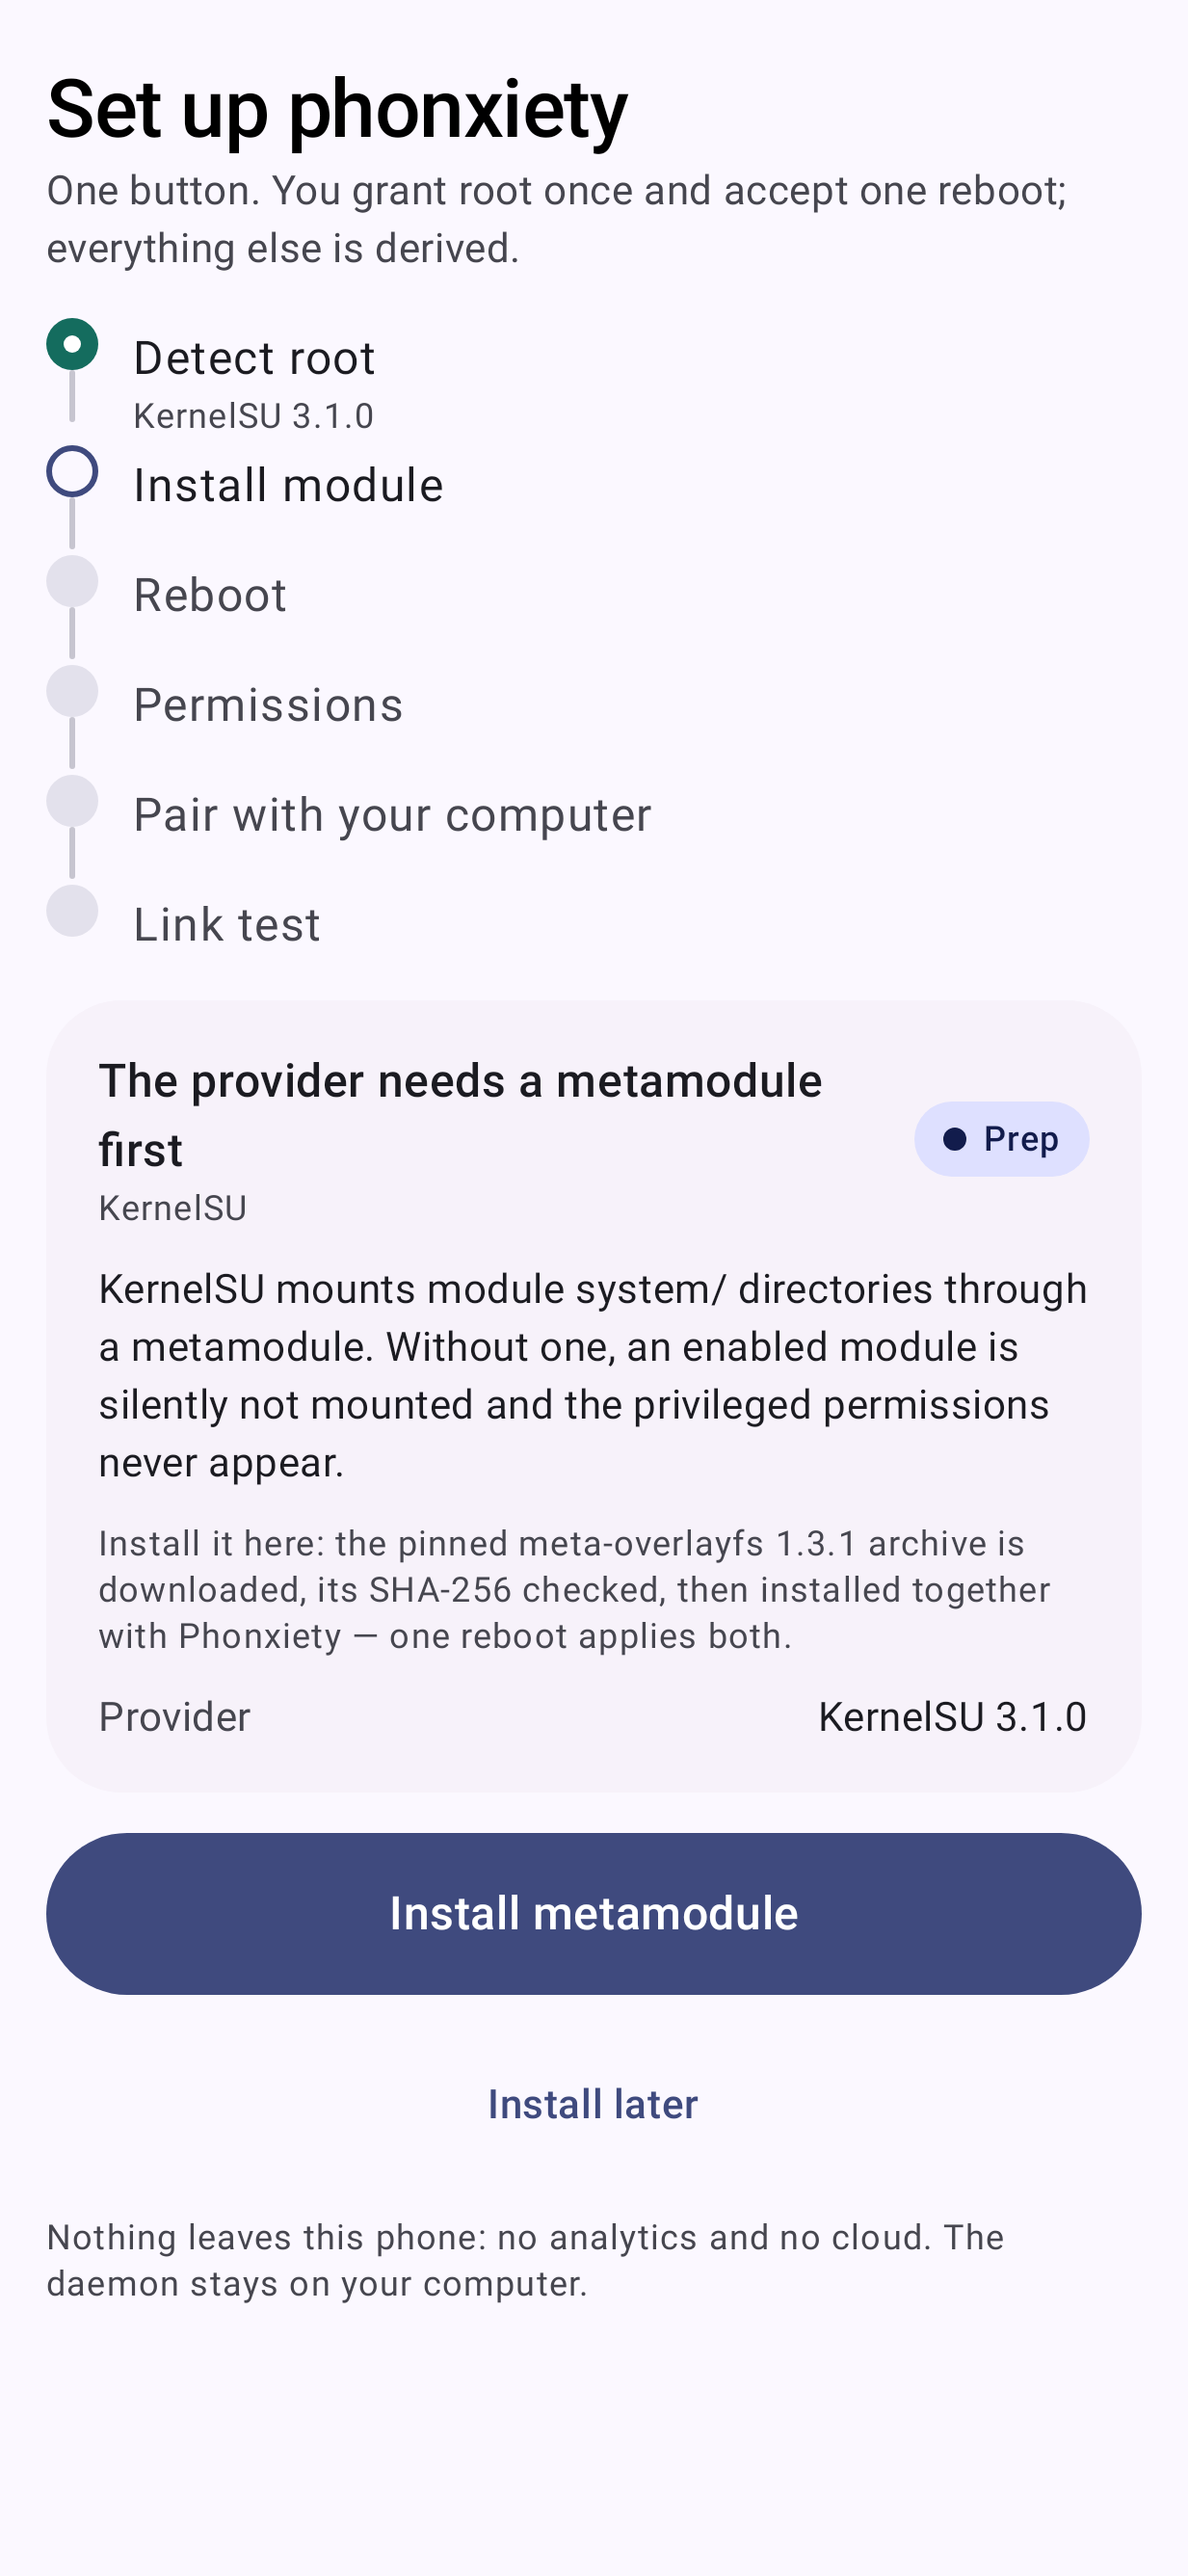 Set up phonxiety
One button. You grant root once and accept one reboot;
everything else is derived.
Detect root
KernelSU 3.1.0
Install module
Reboot
Permissions
Pair with your computer
Link test
The provider needs a metamodule
first
Prep
KernelSU
KernelSU mounts module system/ directories through
a metamodule. Without one, an enabled module is
silently not mounted and the privileged permissions
never appear.
Install it here: the pinned meta-overlayfs 1.3.1 archive is
downloaded, its SHA-256 checked, then installed together
with Phonxiety — one reboot applies both.
Provider KernelSU 3.1.0
Install metamodule
Install later
Nothing leaves this phone: no analytics and no cloud. The
daemon stays on your computer.